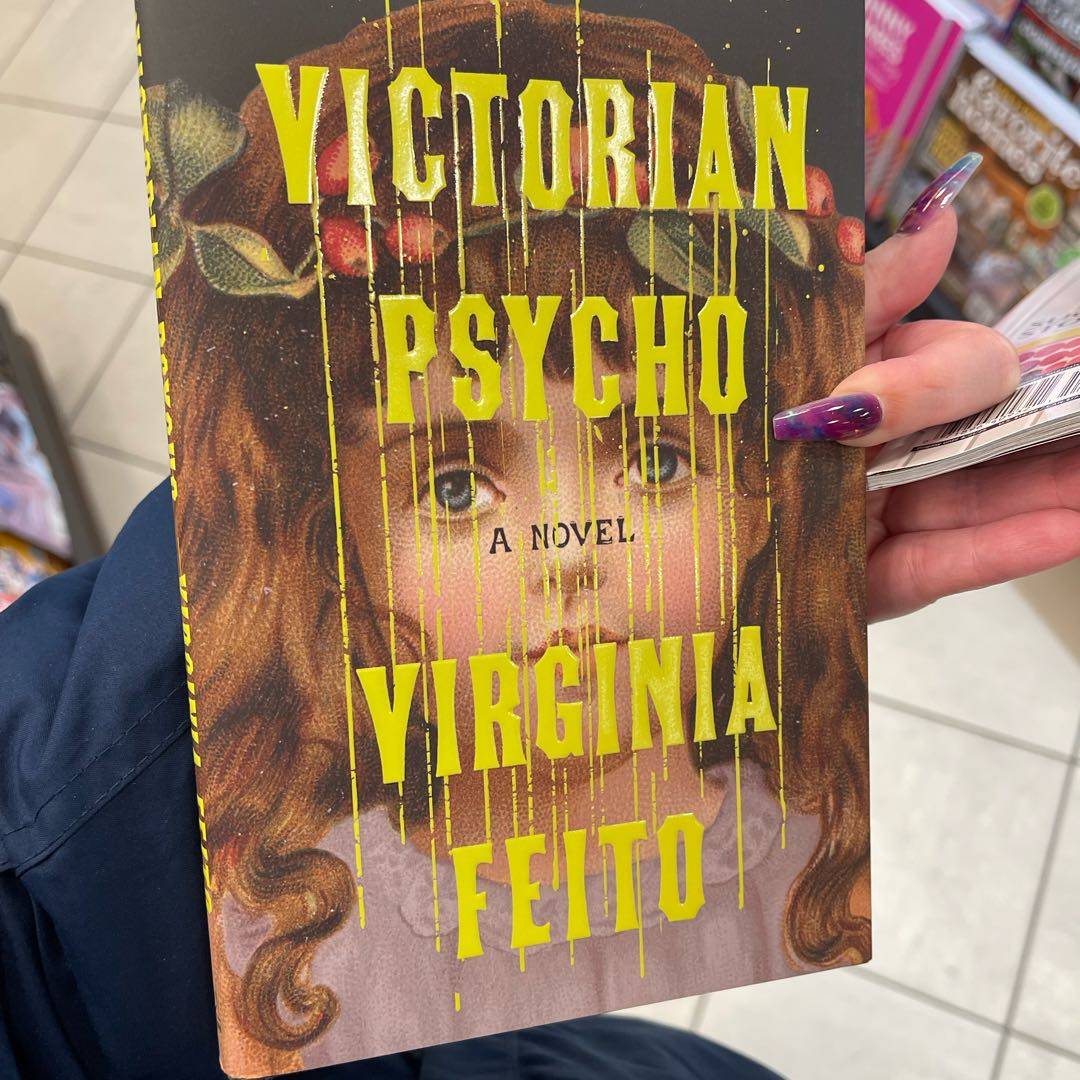 VICTORIAN
PSYCHO
A NOVEL
VIRGINIA
FEITO